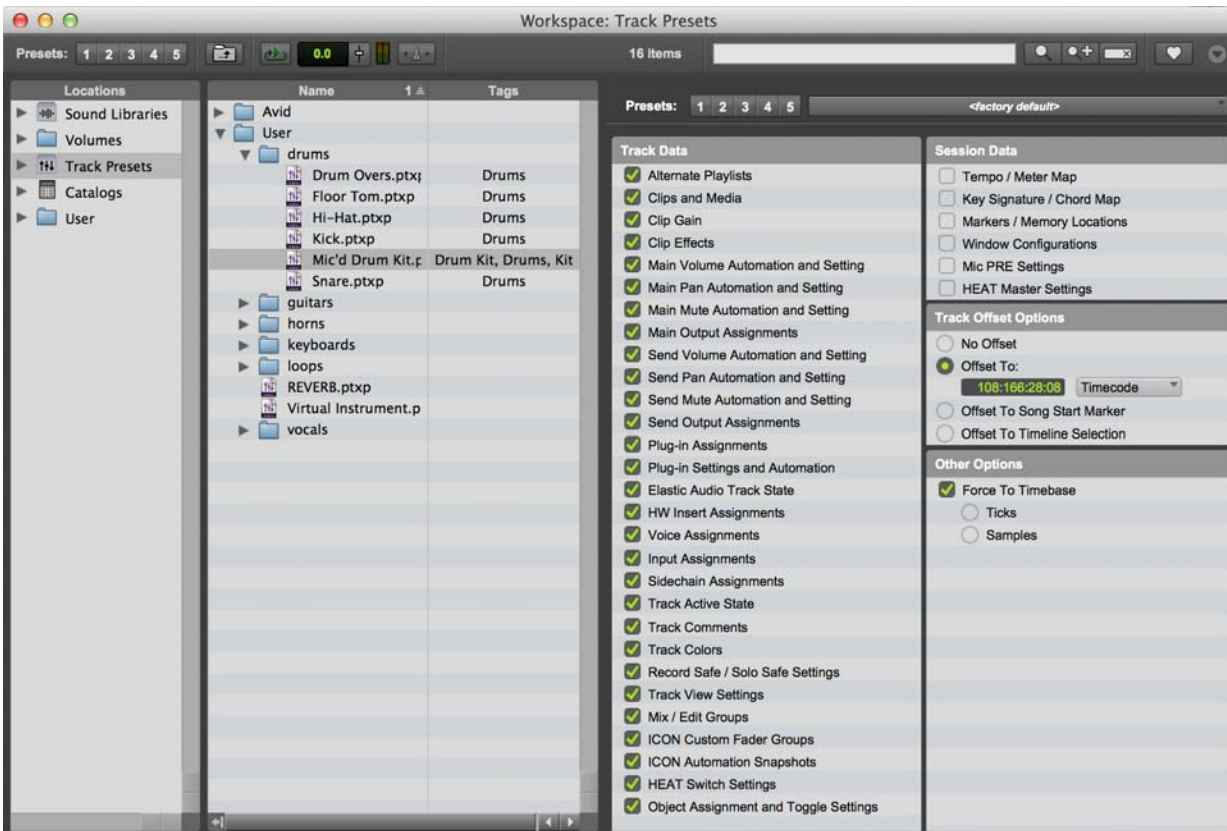 Workspace: Track Presets
Presets: 1 2 3 4 5
0.0
16 items
Locations
Sound Libraries
Volumes
Track Presets
Catalogs
User
Name 1 Tags
Avid
User
drums
Drum Overs.ptxp Drums
Floor Tom.ptxp Drums
Hi-Hat.ptxp Drums
Kick.ptxp Drums
Mic'd Drum Kit.p Drum Kit, Drums, Kit
Snare.ptxp Drums
guitars
horns
keyboards
loops
REVERB.ptxp
Virtual Instrument.p
vocals
Presets: 1 2 3 4 5 <factory default>
Track Data
Alternate Playlists
Clips and Media
Clip Gain
Clip Effects
Main Volume Automation and Setting
Main Pan Automation and Setting
Main Mute Automation and Setting
Main Output Assignments
Send Volume Automation and Setting
Send Pan Automation and Setting
Send Mute Automation and Setting
Send Output Assignments
Plug-in Assignments
Plug-in Settings and Automation
Elastic Audio Track State
HW Insert Assignments
Voice Assignments
Input Assignments
Sidechain Assignments
Track Active State
Track Comments
Track Colors
Record Safe / Solo Safe Settings
Track View Settings
Mix / Edit Groups
ICON Custom Fader Groups
ICON Automation Snapshots
HEAT Switch Settings
Object Assignment and Toggle Settings
Session Data
Tempo / Meter Map
Key Signature / Chord Map
Markers / Memory Locations
Window Configurations
Mic PRE Settings
HEAT Master Settings
Track Offset Options
No Offset
Offset To:
108:166:28:08 Timecode
Offset To Song Start Marker
Offset To Timeline Selection
Other Options
Force To Timebase
Ticks
Samples